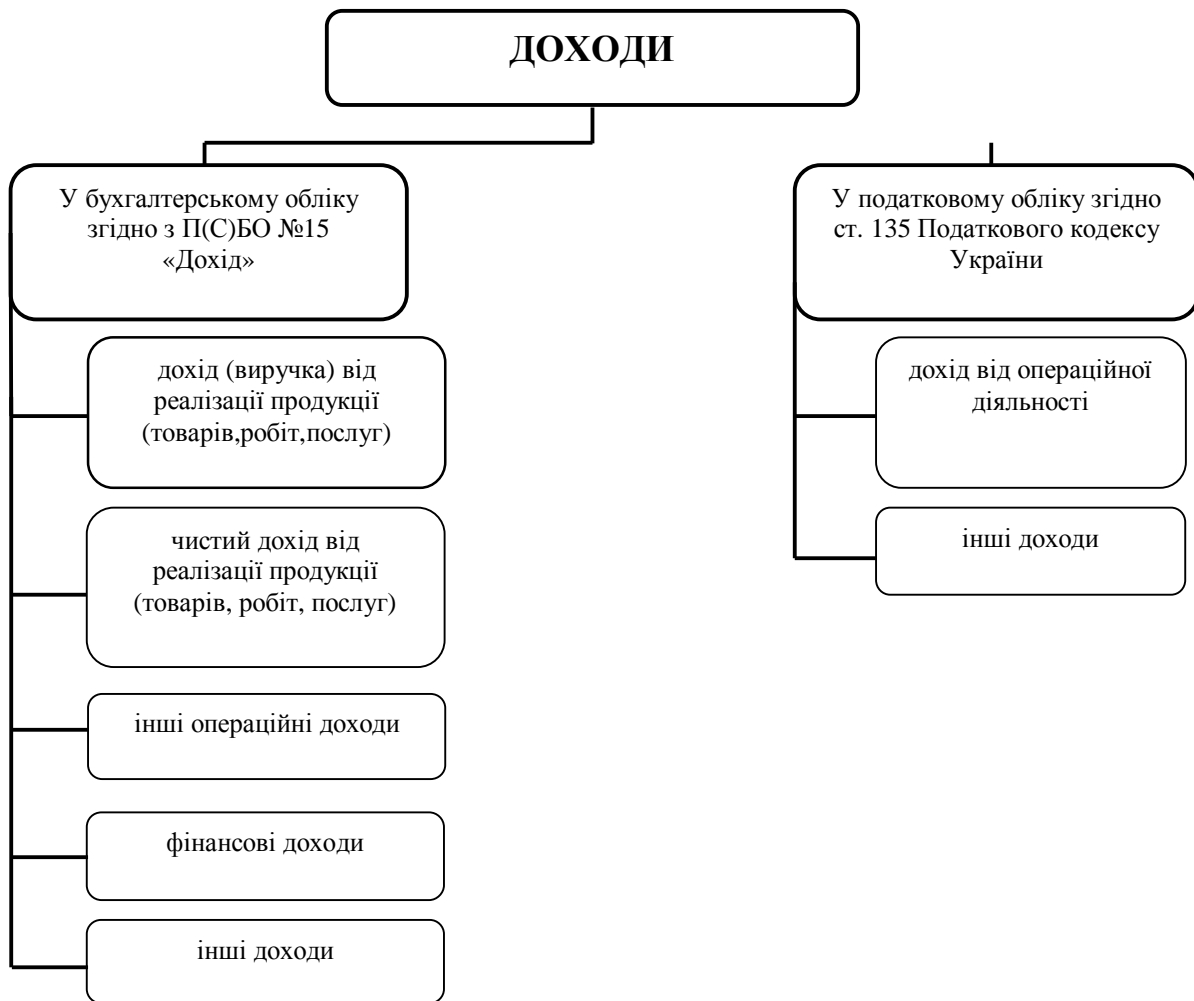 ДОХОДИ
У бухгалтерському обліку
згідно з П(С)БО №15
«Дохід»
дохід (виручка) від
реалізації продукції
(товарів,робіт,послуг)
чистий дохід від
реалізації продукції
(товарів, робіт, послуг)
інші операційні доходи
фінансові доходи
інші доходи
У податковому обліку згідно
ст. 135 Податкового кодексу
України
дохід від операційної
діяльності
інші доходи